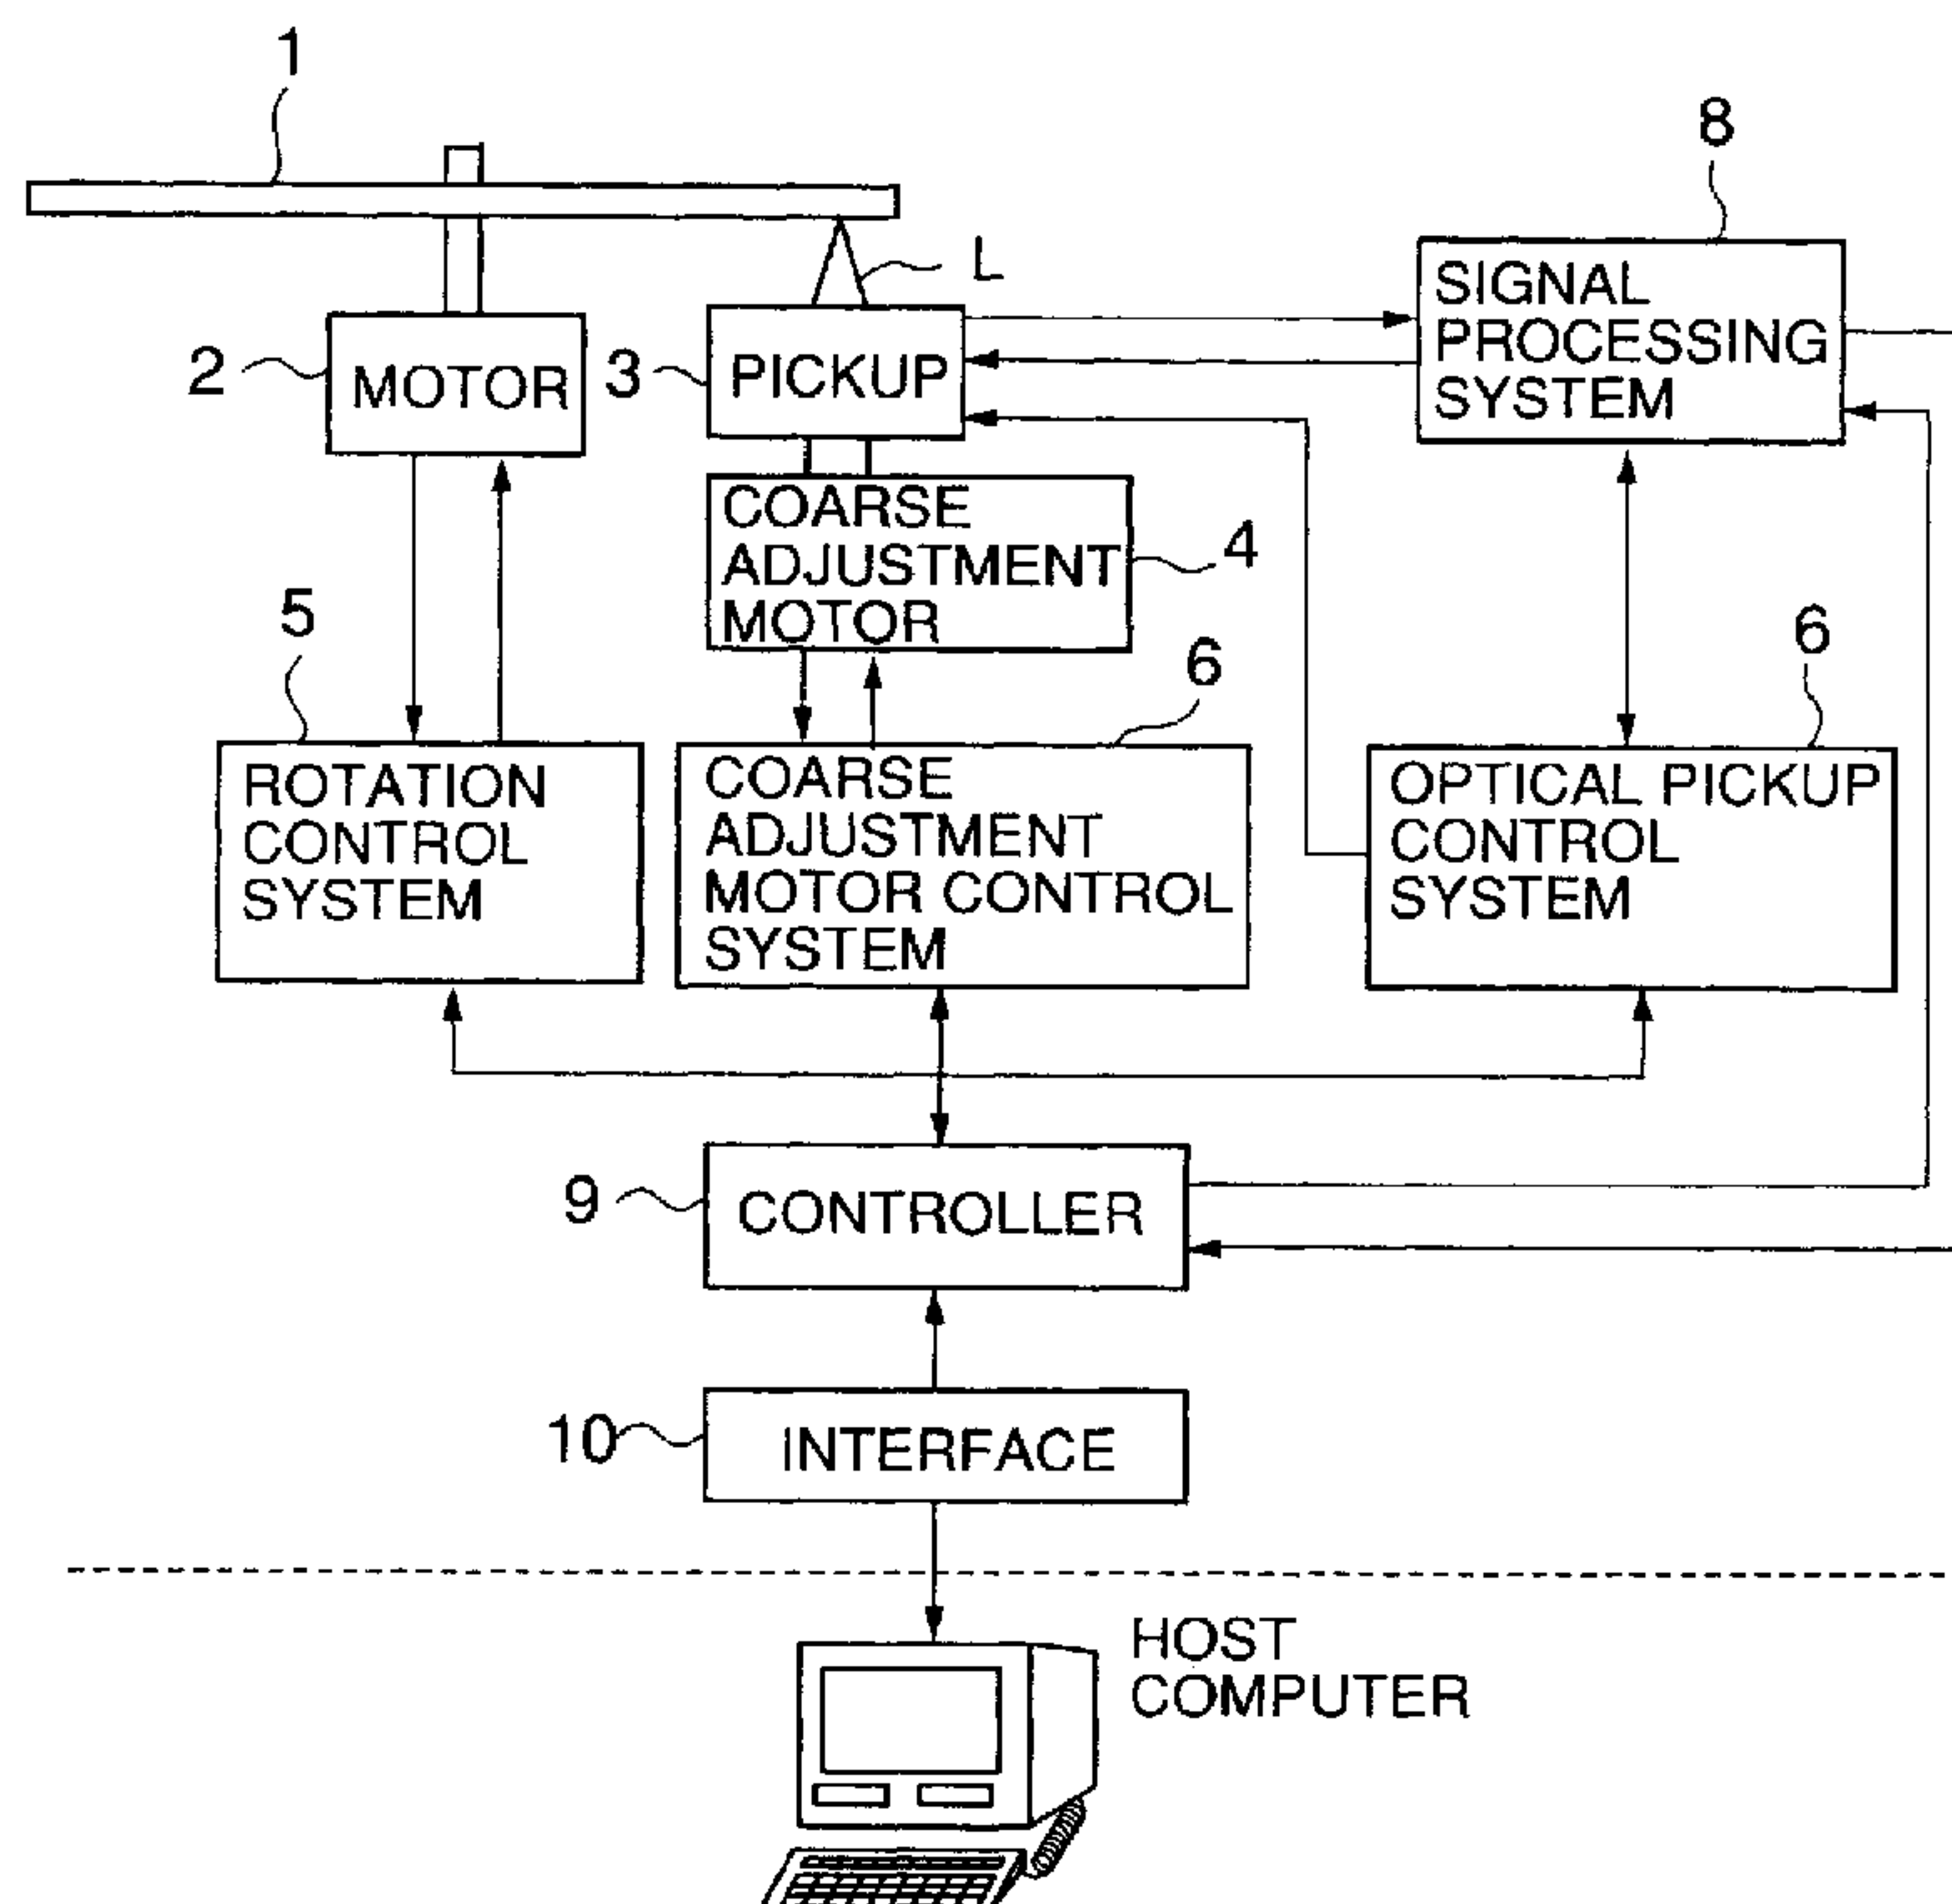 1
8
L
SIGNAL
PROCESSING
SYSTEM
2
MOTOR
3
PICKUP
COARSE
ADJUSTMENT
MOTOR
4
5
6
6
ROTATION
CONTROL
SYSTEM
COARSE
ADJUSTMENT
MOTOR CONTROL
SYSTEM
OPTICAL PICKUP
CONTROL
SYSTEM
9
CONTROLLER
10
INTERFACE
HOST
COMPUTER